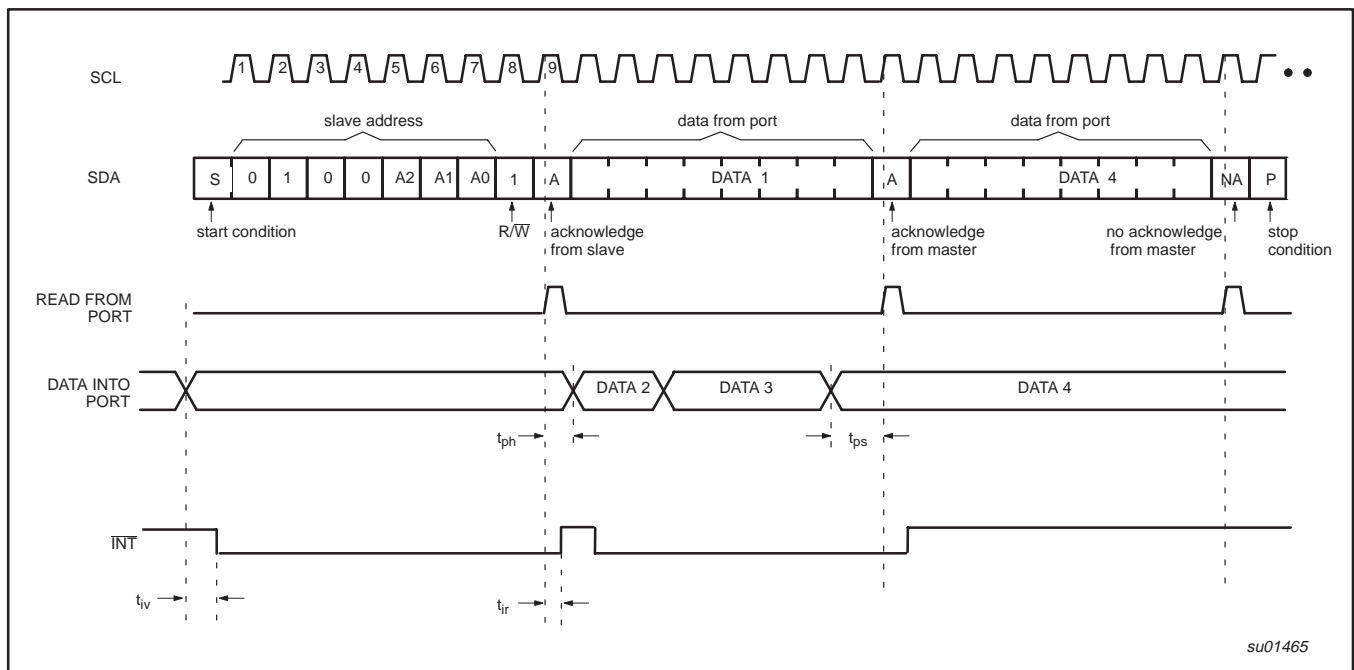 SCL
1 2 3 4 5 6 7 8 9
slave address
data from port
data from port
SDA
S 0 1 0 0 A2 A1 A0 1 A DATA 1 A DATA 4 NA P
start condition
R/W̅
acknowledge
from slave
acknowledge
from master
no acknowledge
from master
stop
condition
READ FROM
PORT
DATA INTO
PORT
DATA 2
DATA 3
DATA 4
tph
tps
I̅N̅T̅
tiv
tir
su01465